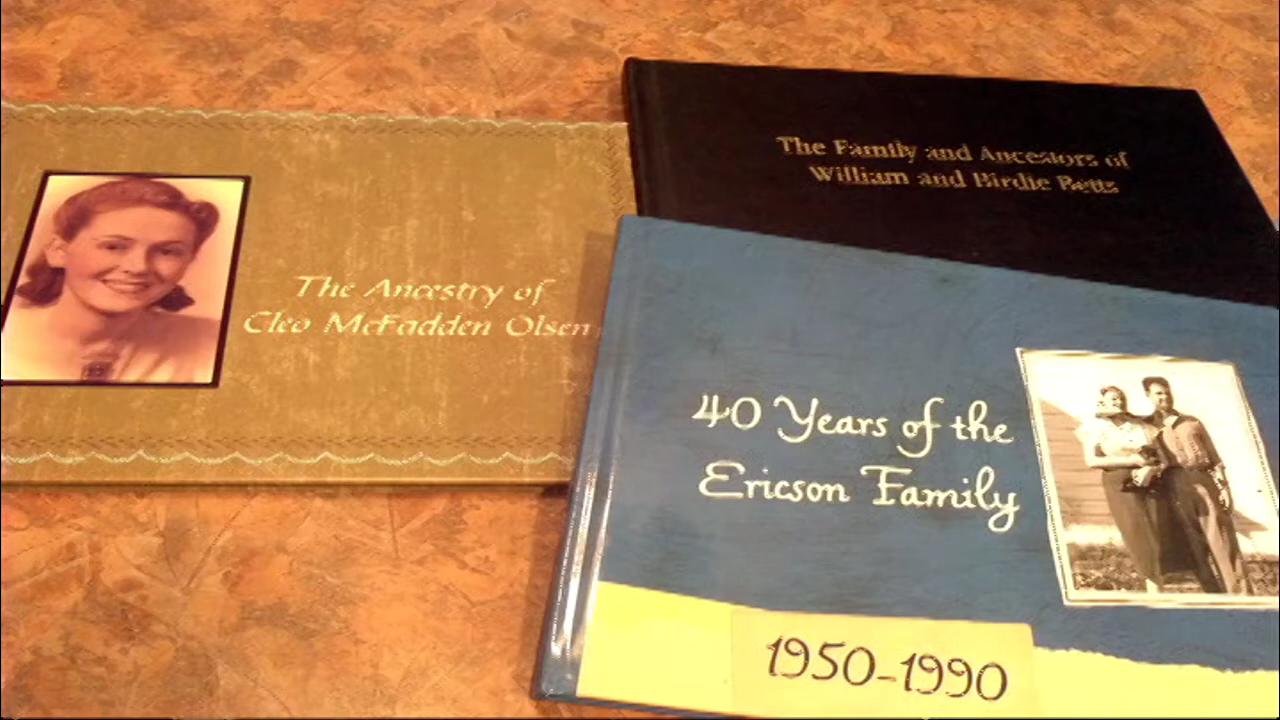 The Family and Ancestors of
William and Birdie Betts
The Ancestry of
Cleo McFadden Olsen
40 Years of the
Ericson Family
1950-1990